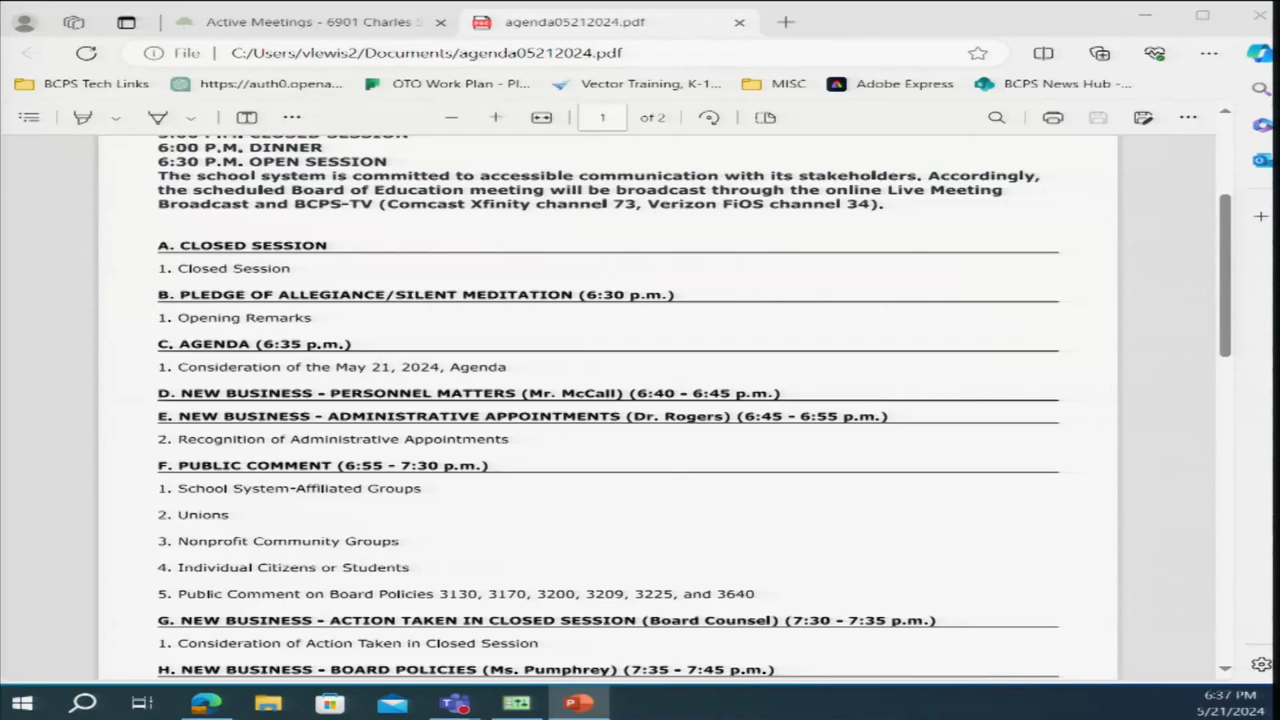 Active Meetings - 6901 Charles
agenda05212024.pdf
File
C:/Users/vlewis2/Documents/agenda05212024.pdf
BCPS Tech Links
https://auth0.opena...
OTO Work Plan - Pl...
Vector Training, K-1...
MISC
Adobe Express
BCPS News Hub -...
1 of 2
5:00 P.M. CLOSED SESSION
6:00 P.M. DINNER
6:30 P.M. OPEN SESSION
The school system is committed to accessible communication with its stakeholders. Accordingly,
the scheduled Board of Education meeting will be broadcast through the online Live Meeting
Broadcast and BCPS-TV (Comcast Xfinity channel 73, Verizon FiOS channel 34).
A. CLOSED SESSION
1. Closed Session
B. PLEDGE OF ALLEGIANCE/SILENT MEDITATION (6:30 p.m.)
1. Opening Remarks
C. AGENDA (6:35 p.m.)
1. Consideration of the May 21, 2024, Agenda
D. NEW BUSINESS - PERSONNEL MATTERS (Mr. McCall) (6:40 - 6:45 p.m.)
E. NEW BUSINESS - ADMINISTRATIVE APPOINTMENTS (Dr. Rogers) (6:45 - 6:55 p.m.)
2. Recognition of Administrative Appointments
F. PUBLIC COMMENT (6:55 - 7:30 p.m.)
1. School System-Affiliated Groups
2. Unions
3. Nonprofit Community Groups
4. Individual Citizens or Students
5. Public Comment on Board Policies 3130, 3170, 3200, 3209, 3225, and 3640
G. NEW BUSINESS - ACTION TAKEN IN CLOSED SESSION (Board Counsel) (7:30 - 7:35 p.m.)
1. Consideration of Action Taken in Closed Session
H. NEW BUSINESS - BOARD POLICIES (Ms. Pumphrey) (7:35 - 7:45 p.m.)
6:37 PM
5/21/2024